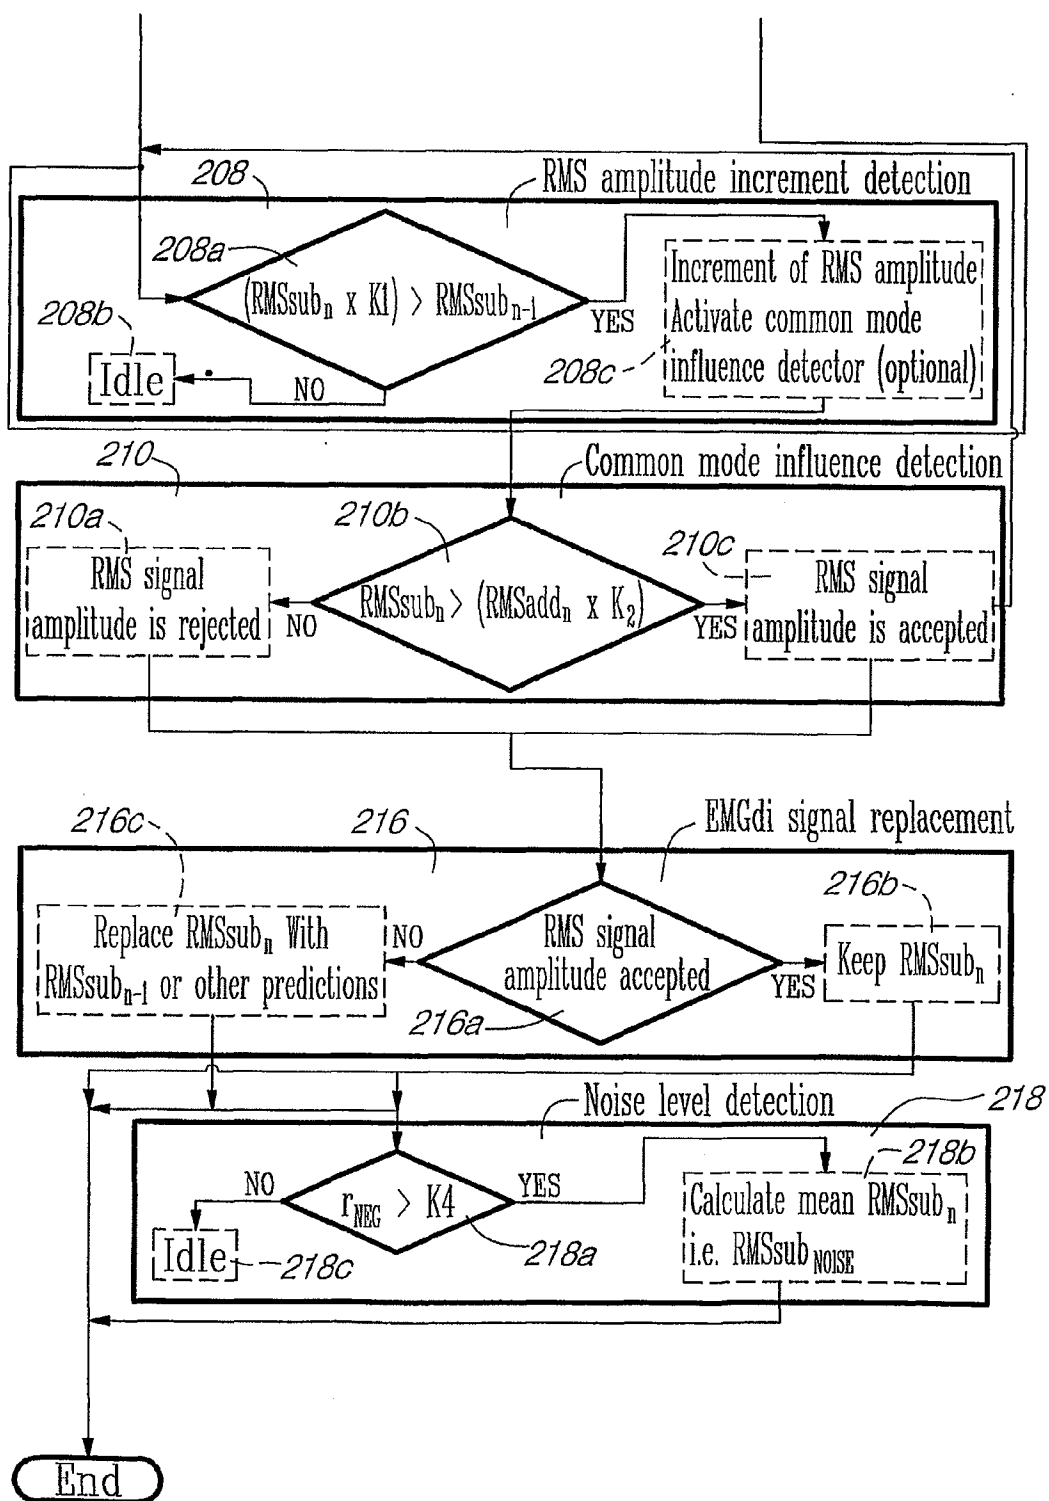 208
RMS amplitude increment detection
208a
(RMSsubn x K1) > RMSsubn-1
YES
Increment of RMS amplitude
Activate common mode
influence detector (optional)
208b
Idle
NO
208c
210
Common mode influence detection
210a
RMS signal
amplitude is rejected
NO
210b
RMSsubn > (RMSaddn x K2)
YES
210c
RMS signal
amplitude is accepted
216c
216
EMGdi signal replacement
216b
Replace RMSsubn With
RMSsubn-1 or other predictions
NO
RMS signal
amplitude accepted
216a
YES
Keep RMSsubn
Noise level detection
218
218b
NO
rNEG > K4
YES
Calculate mean RMSsubn
i.e. RMSsubNOISE
Idle
218c
218a
End